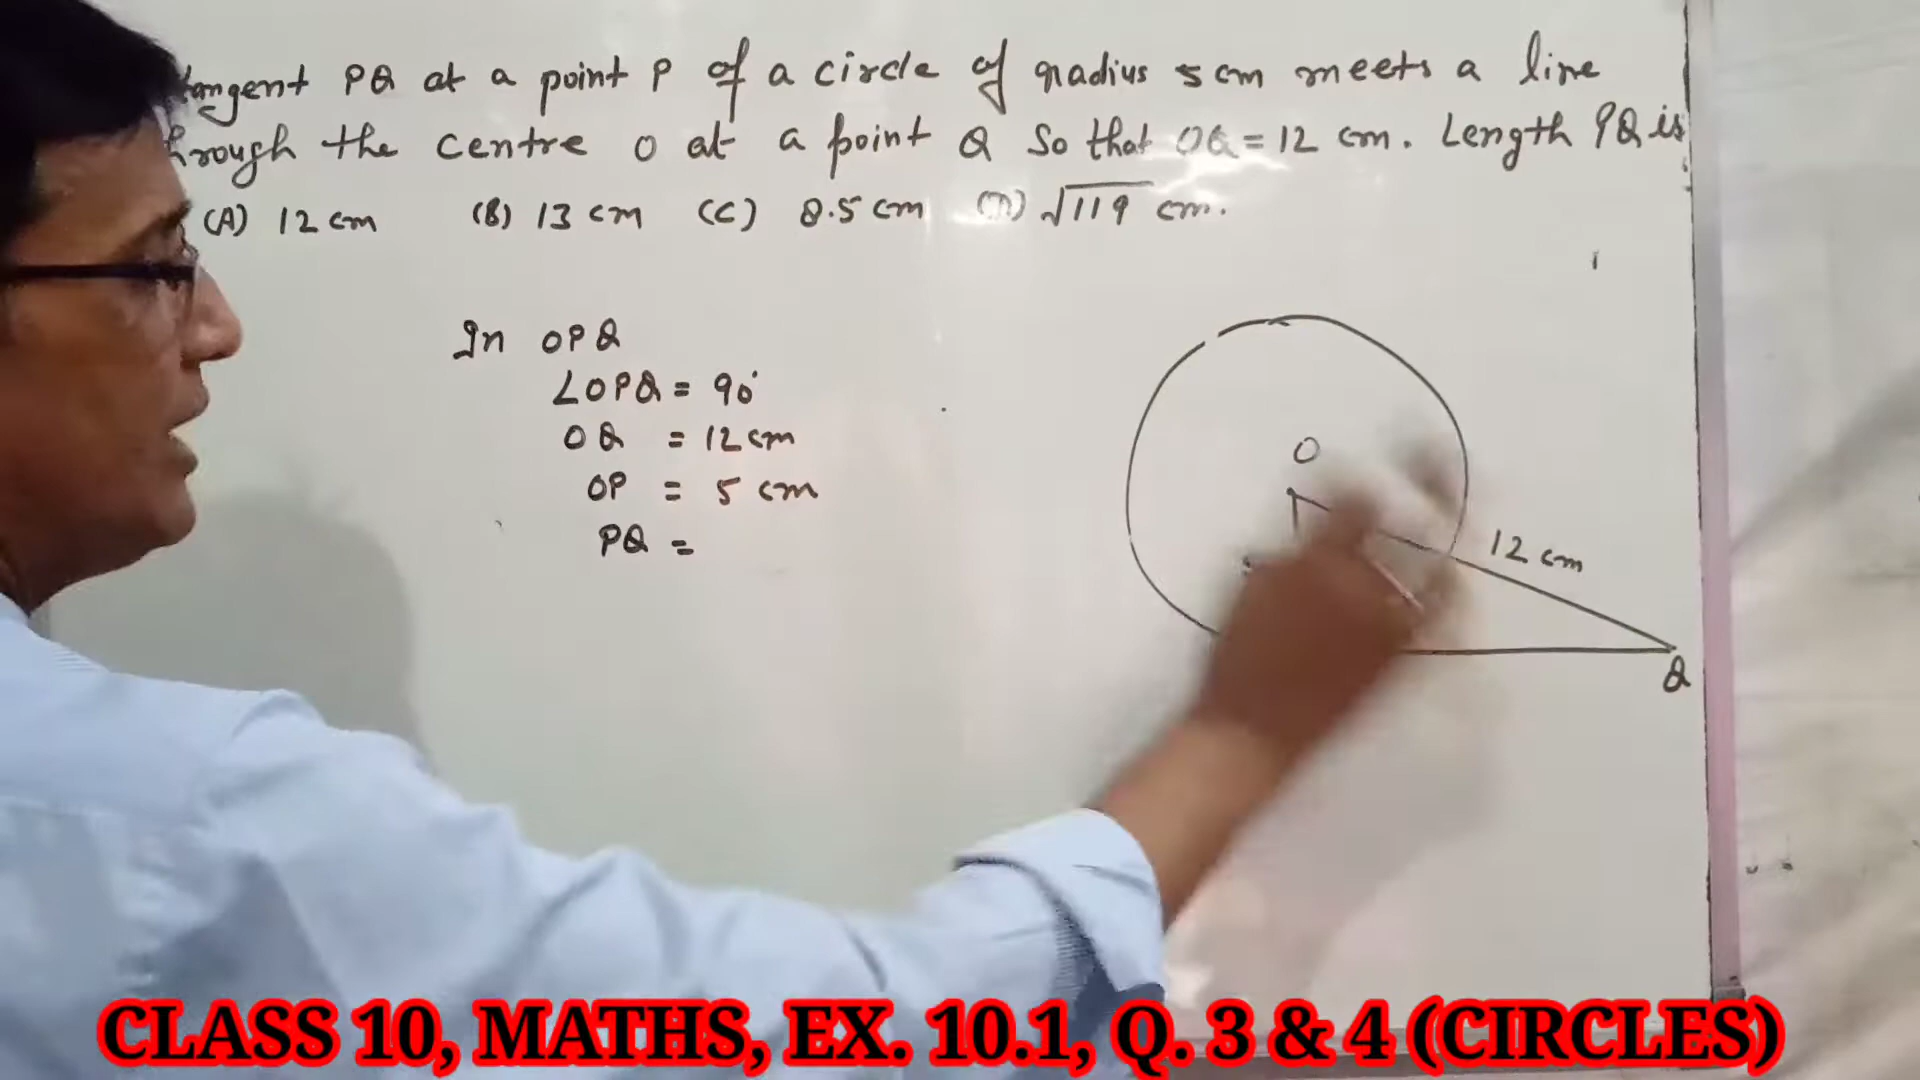 tangent PQ at a point P of a circle of radius 5 cm meets a line
through the centre O at a point Q So that OQ = 12 cm. Length PQ is
(A) 12 cm (B) 13 cm (C) 8.5 cm (D) √119 cm.
In OPQ
∠OPQ = 90°
OQ = 12 cm
OP = 5 cm
PQ =
O
12 cm
Q
CLASS 10, MATHS, EX. 10.1, Q. 3 & 4 (CIRCLES)